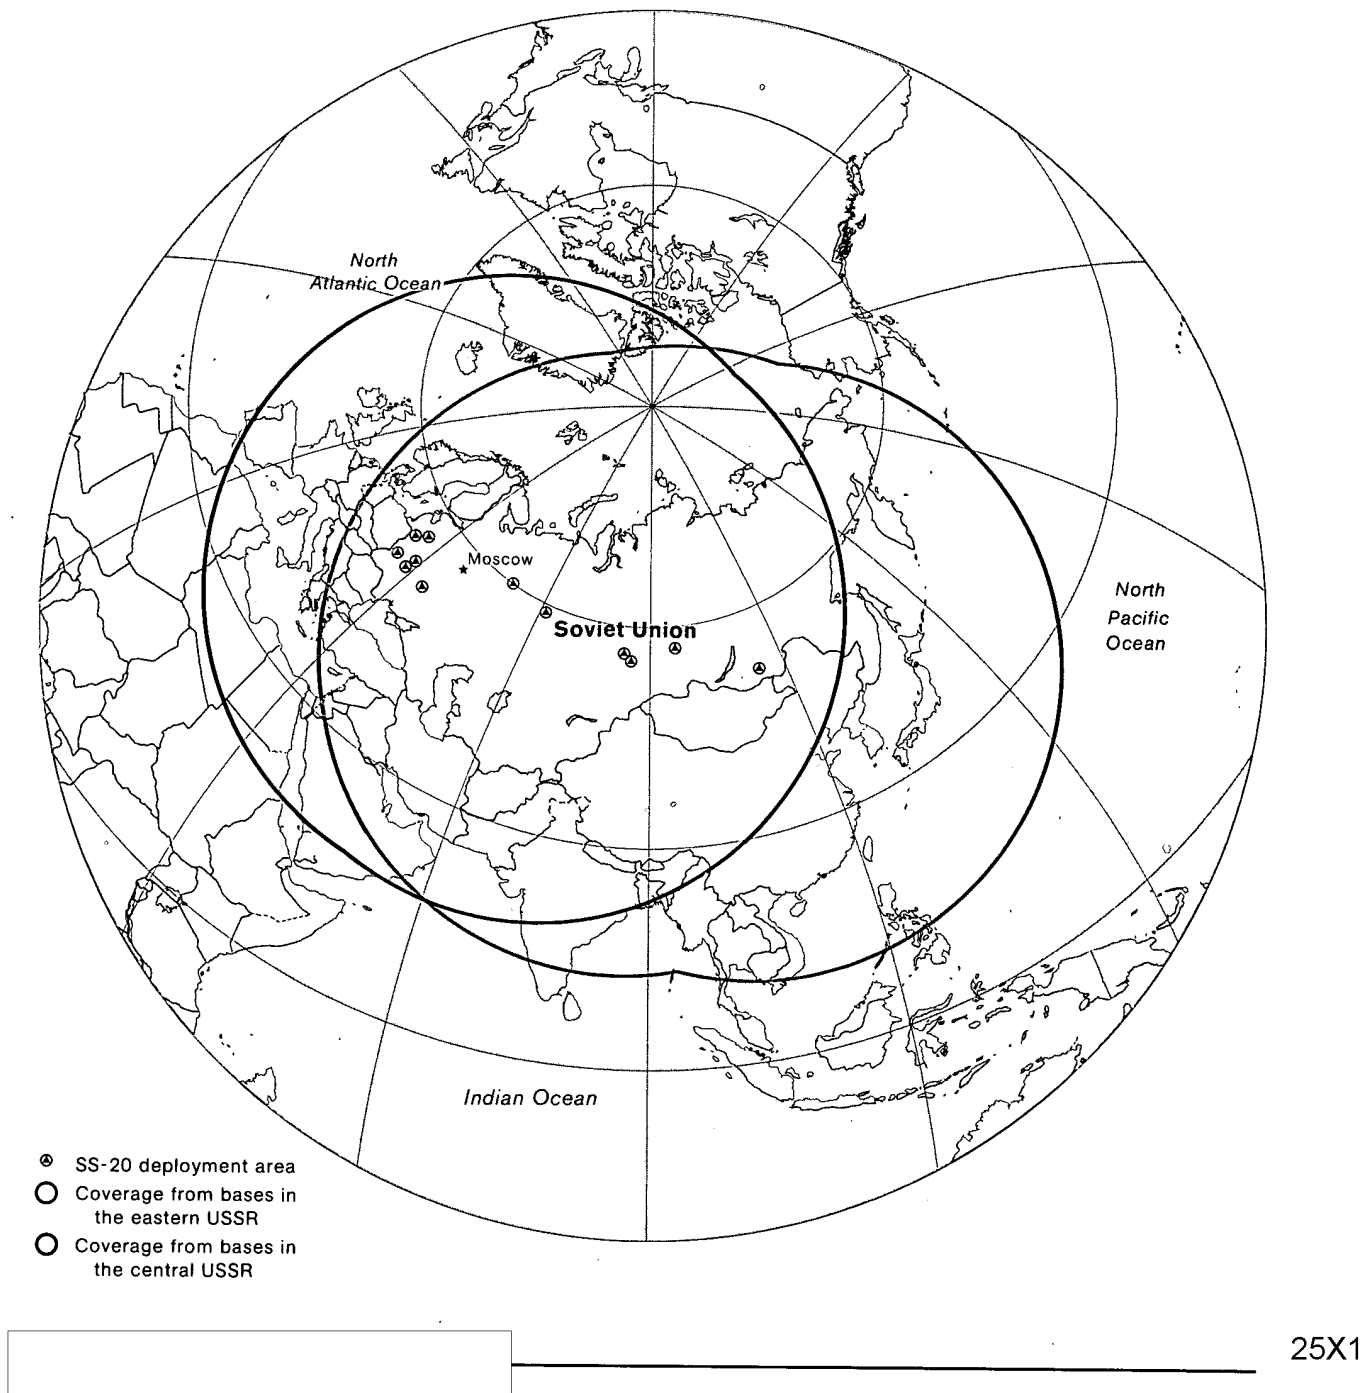 North
Atlantic Ocean
Moscow
Soviet Union
North
Pacific
Ocean
Indian Ocean
SS-20 deployment area
Coverage from bases in
the eastern USSR
Coverage from bases in
the central USSR
25X1